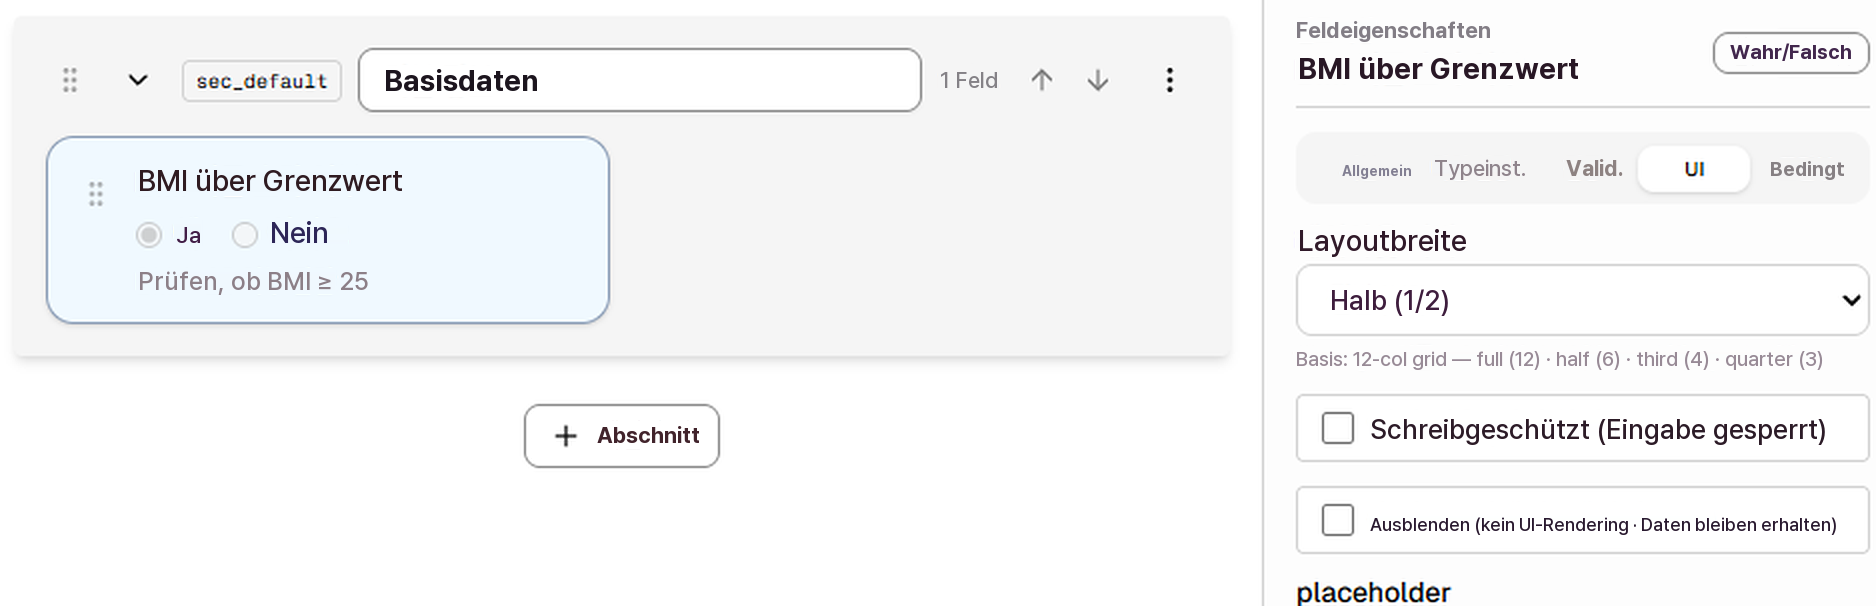 sec_default
Basisdaten
1 Feld
BMI über Grenzwert
Ja Nein
Prüfen, ob BMI ≥ 25
Abschnitt
Feldeigenschaften
BMI über Grenzwert
Wahr/Falsch
Allgemein Typeinst. Valid. UI Bedingt
Layoutbreite
Halb (1/2)
Basis: 12-col grid — full (12) · half (6) · third (4) · quarter (3)
Schreibgeschützt (Eingabe gesperrt)
Ausblenden (kein UI-Rendering · Daten bleiben erhalten)
placeholder